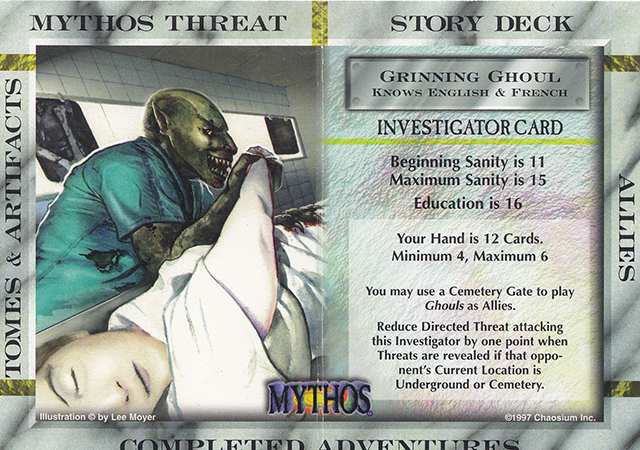 MYTHOS THREAT
STORY DECK
TOMES & ARTIFACTS
GRINNING GHOUL
KNOWS ENGLISH & FRENCH
INVESTIGATOR CARD
Beginning Sanity is 11
Maximum Sanity is 15
Education is 16
Your Hand is 12 Cards.
Minimum 4, Maximum 6
You may use a Cemetery Gate to play
Ghouls as Allies.
Reduce Directed Threat attacking
this Investigator by one point when
Threats are revealed if that oppo-
nent's Current Location is
Underground or Cemetery.
ALLIES
MYTHOS
Illustration © by Lee Moyer
©1997 Chaosium Inc.
COMPLETED ADVENTURES